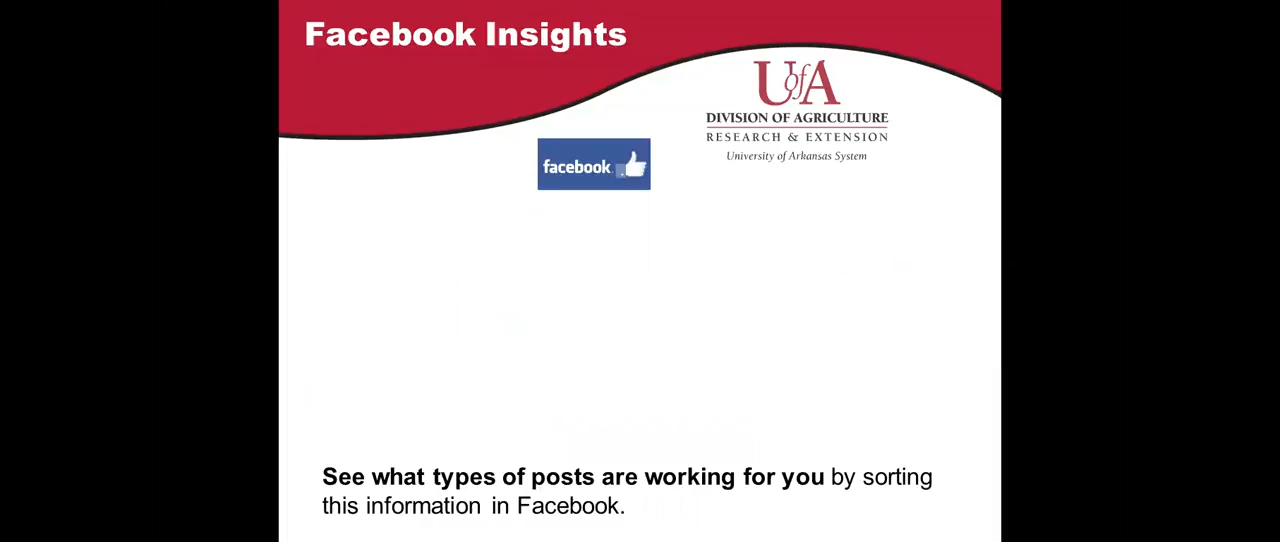 Facebook Insights
UofA
DIVISION OF AGRICULTURE
RESEARCH & EXTENSION
University of Arkansas System
facebook.
See what types of posts are working for you by sorting
this information in Facebook.